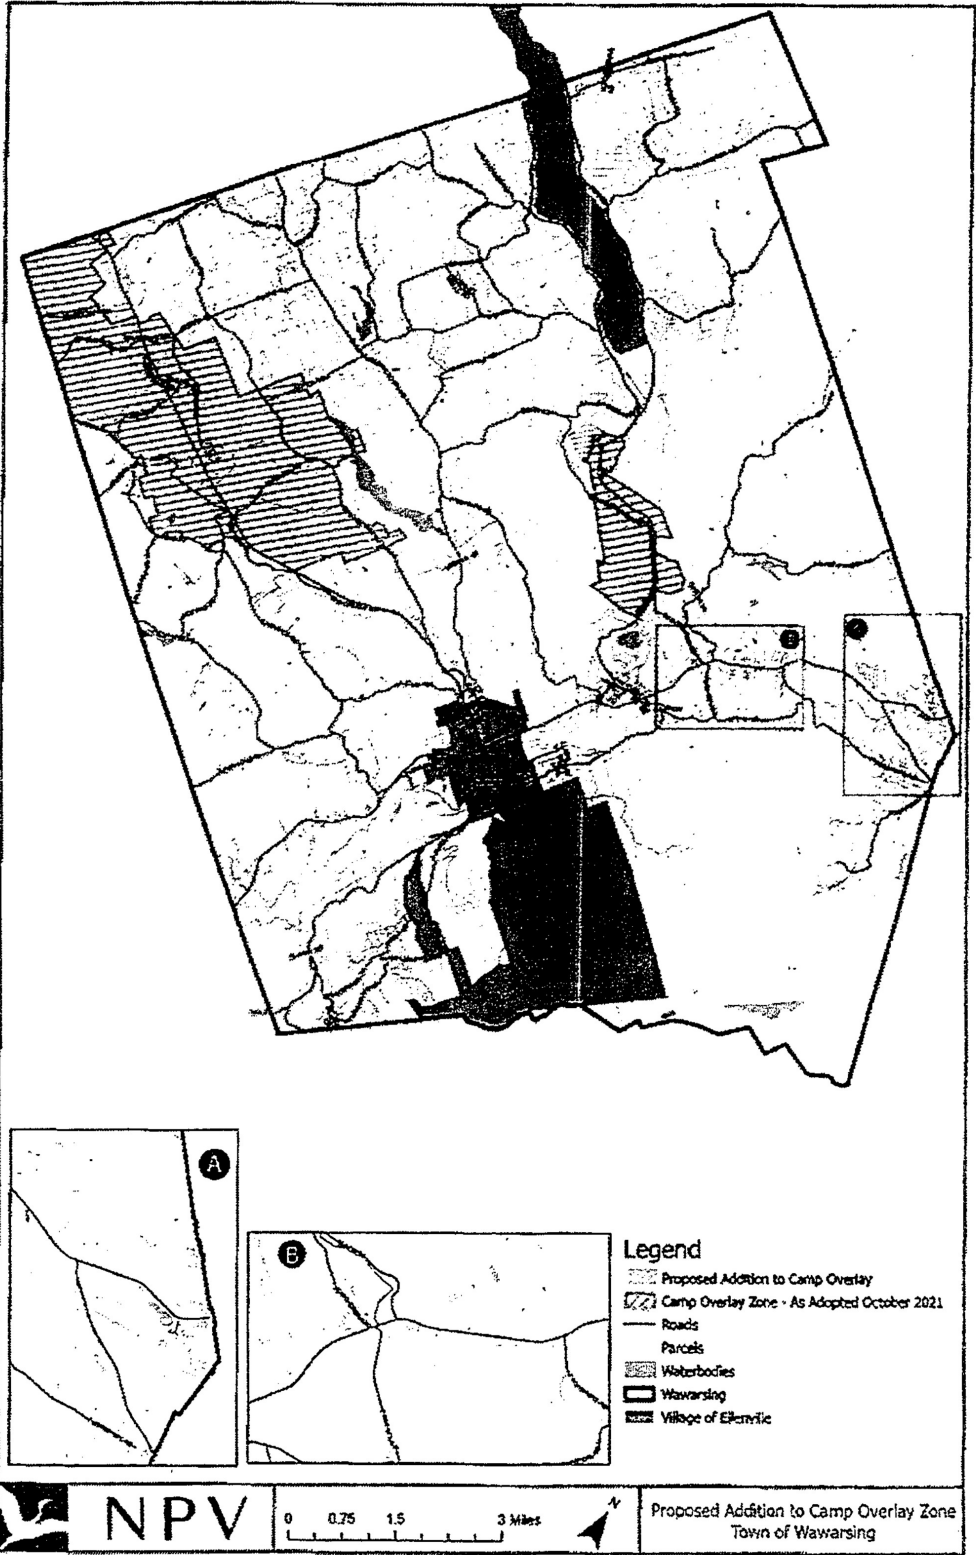 B
A
B
Legend
Proposed Addition to Camp Overlay
Camp Overlay Zone - As Adopted October 2021
Roads
Parcels
Waterbodies
Wawarsing
Village of Ellenville
NPV
0 0.75 1.5 3 Miles
N
Proposed Addition to Camp Overlay Zone
Town of Wawarsing